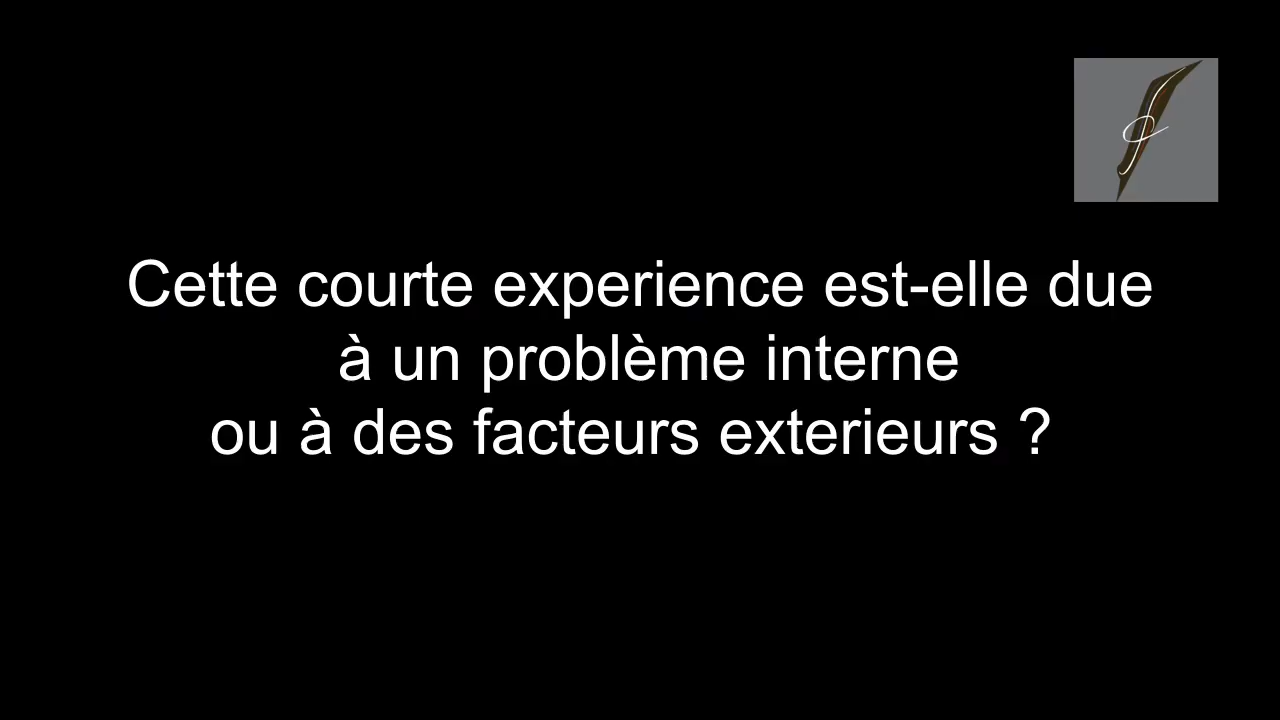 Cette courte experience est-elle due
à un problème interne
ou à des facteurs exterieurs ?